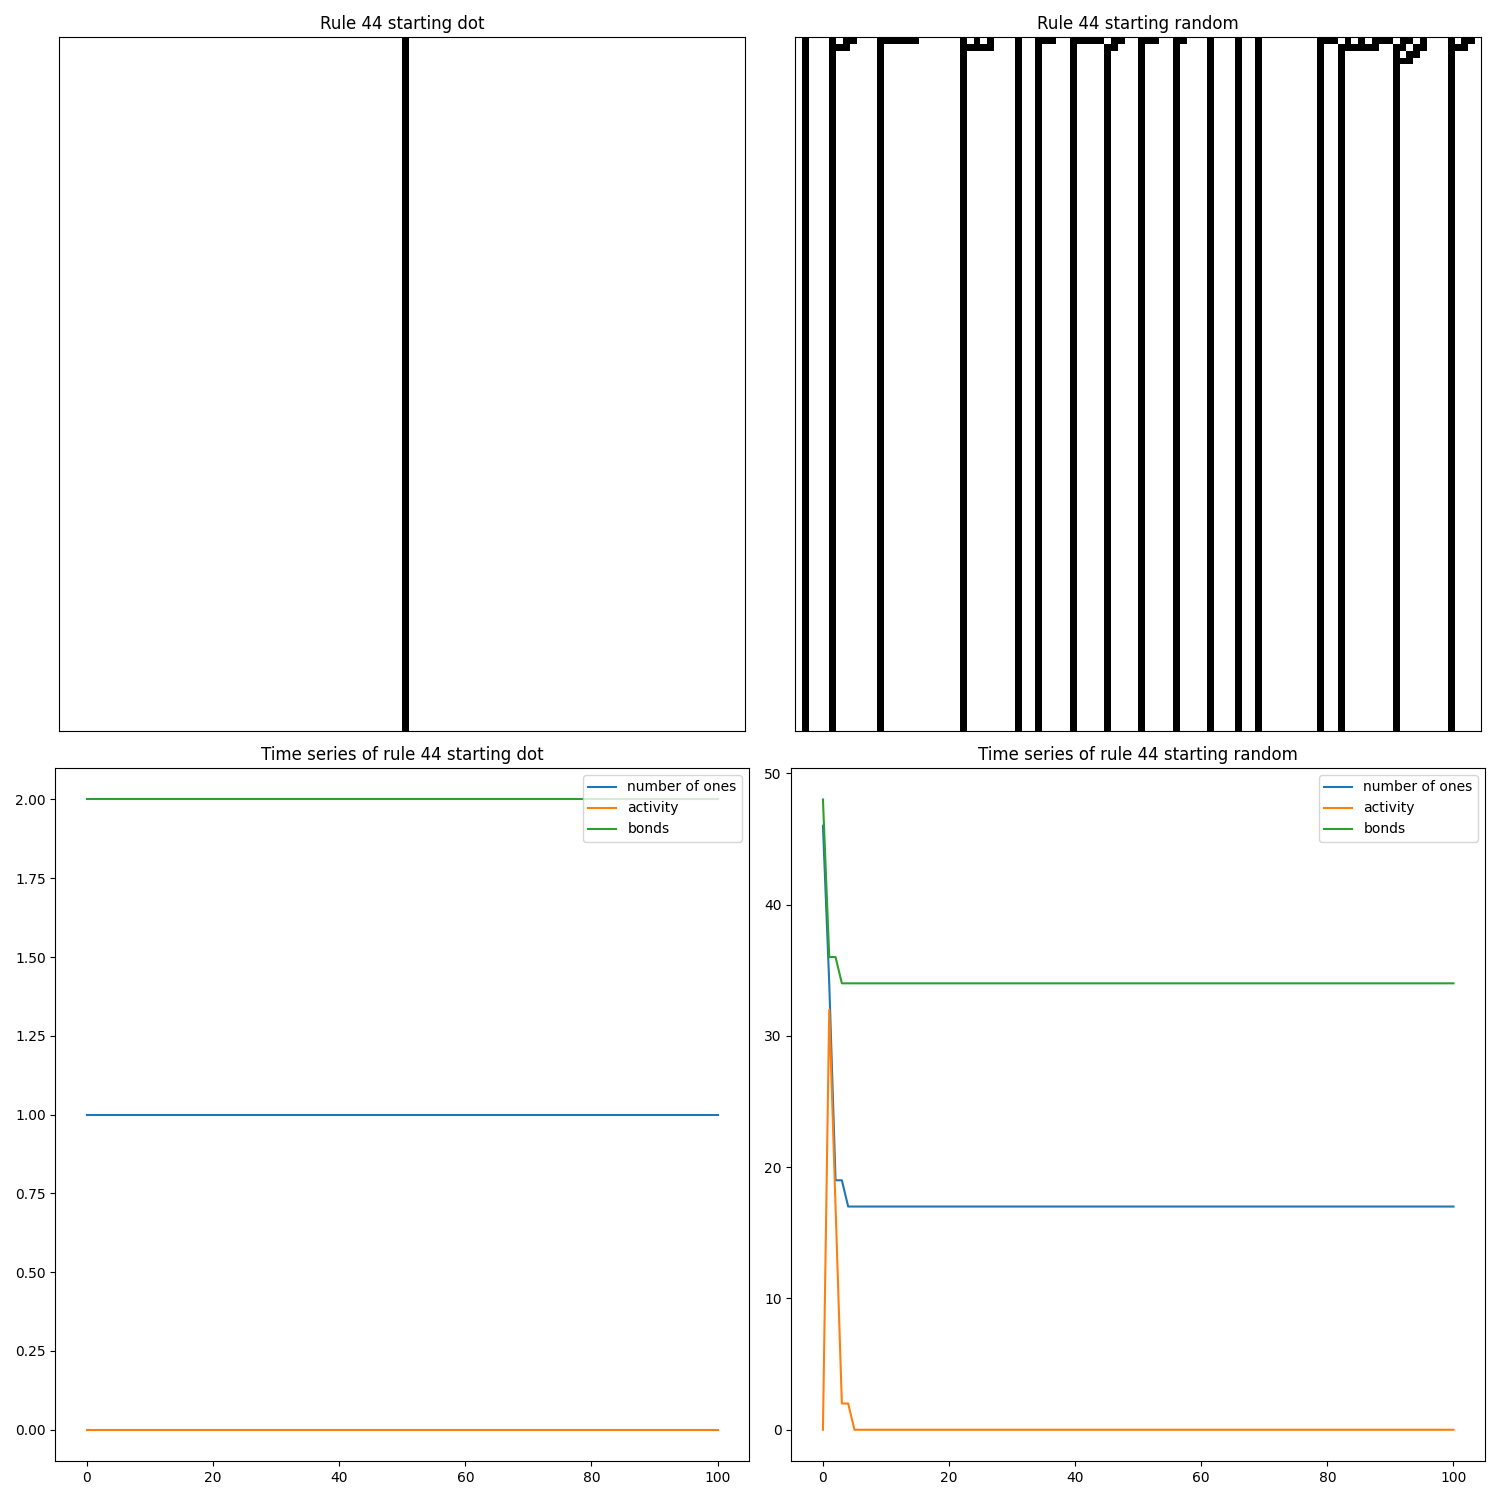 Rule 44 starting dot
Rule 44 starting random
Time series of rule 44 starting dot
2.00
1.75
1.50
1.25
1.00
0.75
0.50
0.25
0.00
0 20 40 60 80 100
number of ones
activity
bonds
Time series of rule 44 starting random
50
40
30
20
10
0
0 20 40 60 80 100
number of ones
activity
bonds